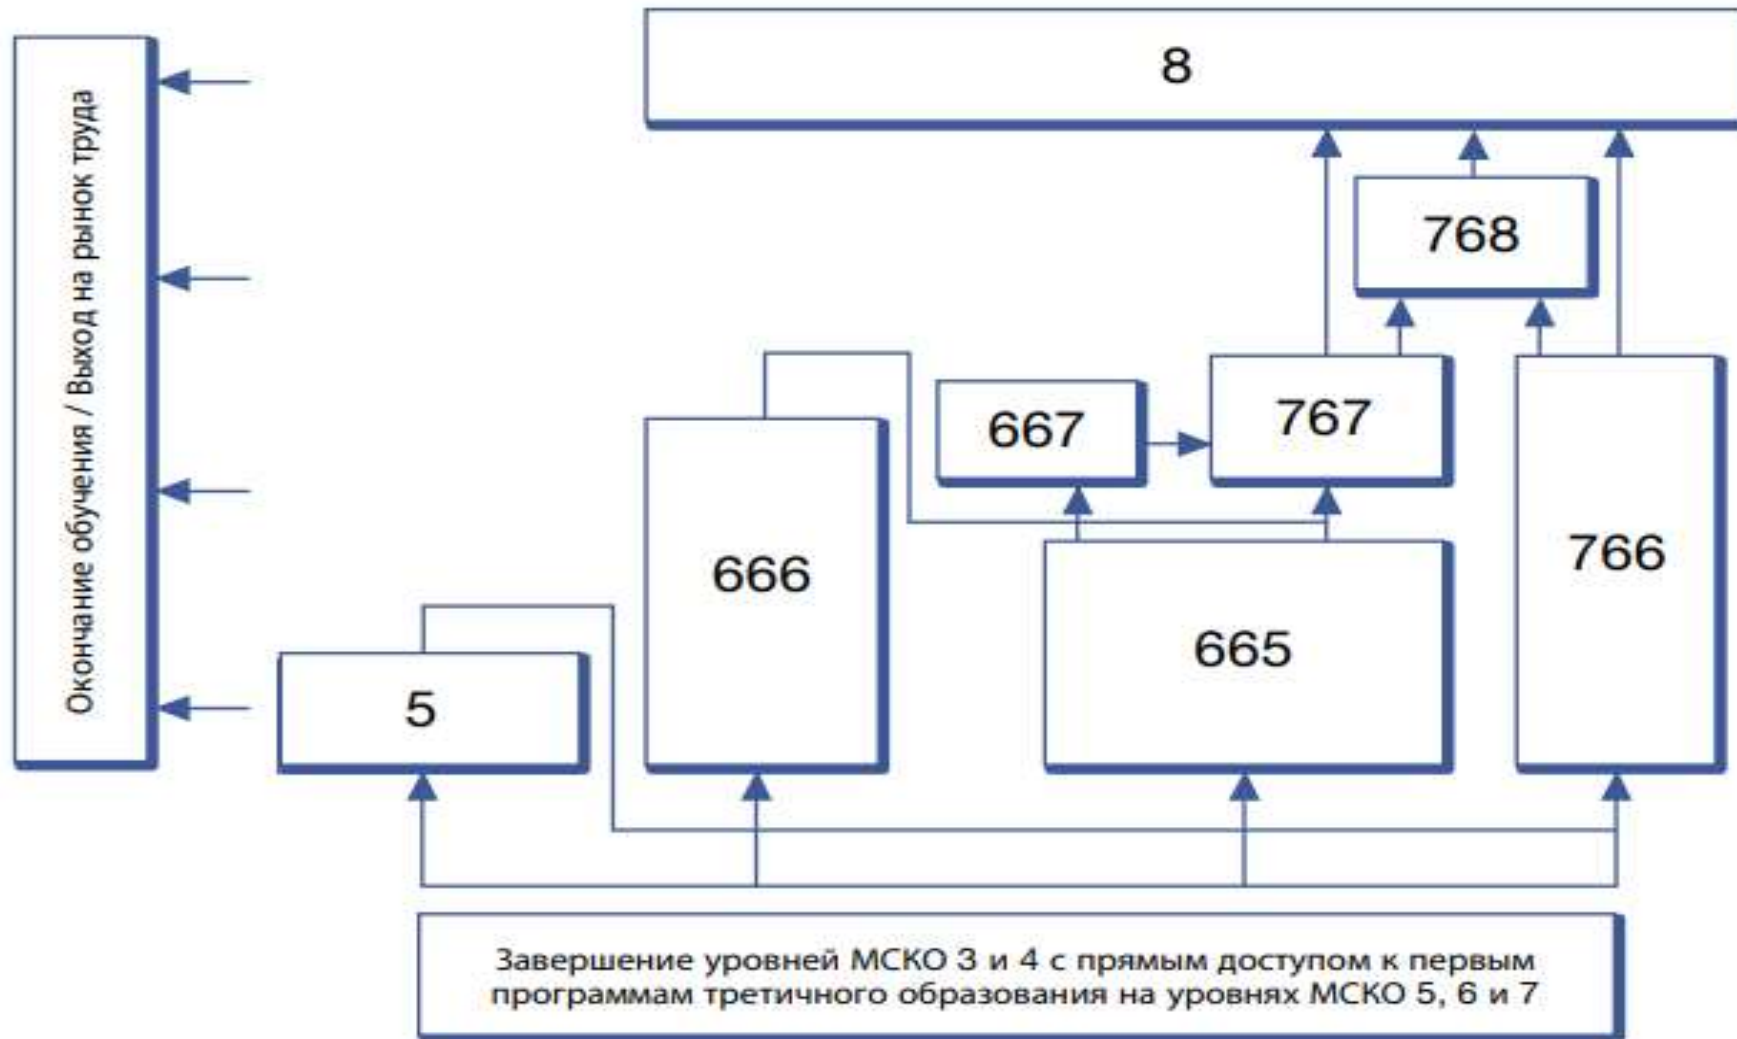 Окончание обучения / Выход на рынок труда
8
768
667
767
666
766
665
5
Завершение уровней МСКО 3 и 4 с прямым доступом к первым
программам третичного образования на уровнях МСКО 5, 6 и 7